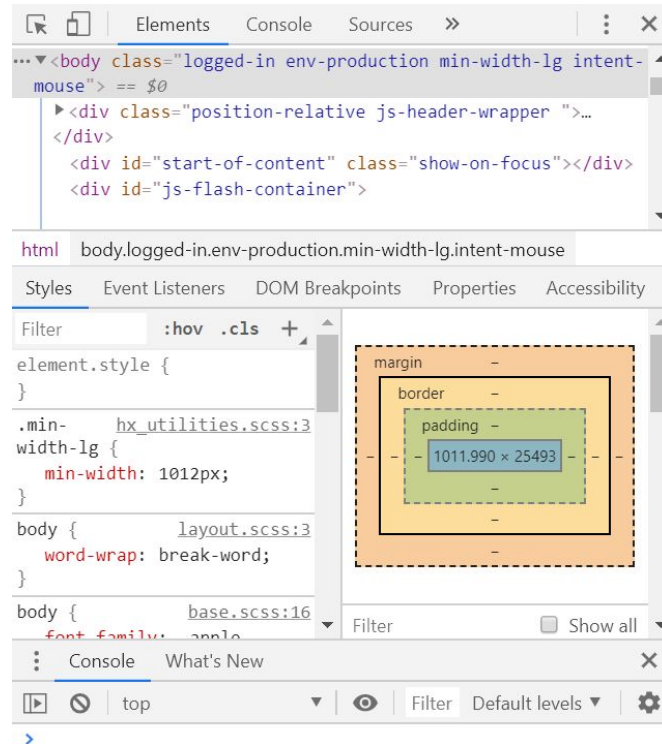 Elements Console Sources »
<body class="logged-in env-production min-width-lg intent-
mouse"> == $0
<div class="position-relative js-header-wrapper ">…
</div>
<div id="start-of-content" class="show-on-focus"></div>
<div id="js-flash-container">
html body.logged-in.env-production.min-width-lg.intent-mouse
Styles Event Listeners DOM Breakpoints Properties Accessibility
Filter :hov .cls +
element.style {
}
.min- hx_utilities.scss:3
width-lg {
min-width: 1012px;
}
body { layout.scss:3
word-wrap: break-word;
}
body { base.scss:16
margin -
border -
padding -
- - - 1011.990 × 25493 - - -
-
-
-
Filter Show all
Console What's New
top Filter Default levels ▼
>